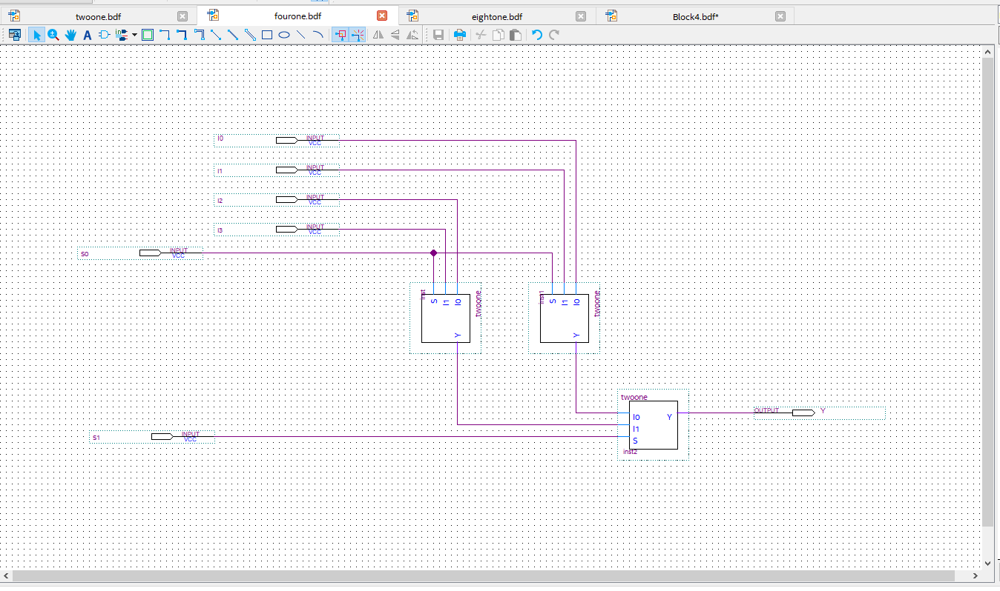 twoone.bdf
fourone.bdf
eightone.bdf
Block4.bdf*
I0 INPUT VCC
I1 INPUT VCC
I2 INPUT VCC
I3 INPUT VCC
S0 INPUT VCC
inst S I1 I0 Y twoone
inst1 S I1 I0 Y twoone
twoone
I0 Y
I1
S
inst2
OUTPUT Y
S1 INPUT VCC